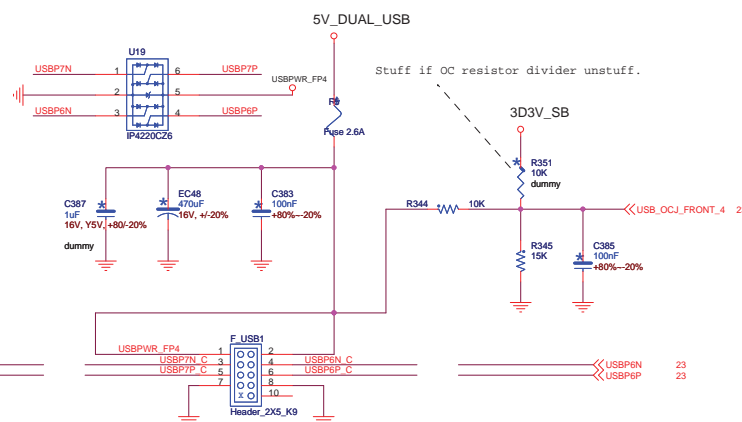 5V_DUAL_USB
U19
USBP7N 1 6 USBP7P
2 5 USBPWR_FP4
USBP6N 3 4 USBP6P
IP4220CZ6
Fuse 2.6A
Stuff if OC resistor divider unstuff.
3D3V_SB
R351
10K
dummy
C387
1uF
16V, Y5V, +80/-20%
dummy
EC48
470uF
16V, +/-20%
C383
100nF
+80%~-20%
R344 10K
USB_OCJ_FRONT_4 2
R345
15K
C385
100nF
+80%~-20%
F_USB1
USBPWR_FP4 1 2
USBP7N_C 3 4 USBP6N_C
USBP7P_C 5 6 USBP6P_C
7 8
X 10
Header_2X5_K9
USBP6N 23
USBP6P 23